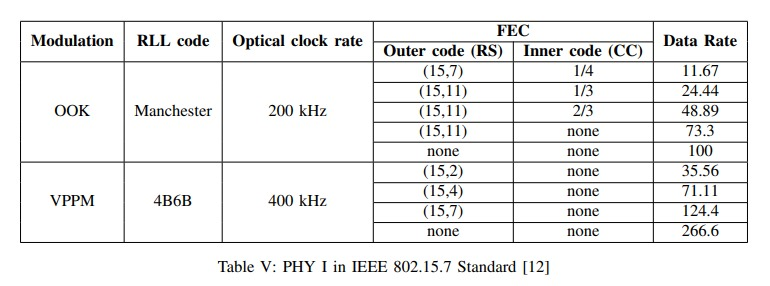 Modulation RLL code Optical clock rate FEC Data Rate
Outer code (RS) Inner code (CC)
OOK Manchester 200 kHz (15,7) 1/4 11.67
(15,11) 1/3 24.44
(15,11) 2/3 48.89
(15,11) none 73.3
none none 100
VPPM 4B6B 400 kHz (15,2) none 35.56
(15,4) none 71.11
(15,7) none 124.4
none none 266.6
Table V: PHY I in IEEE 802.15.7 Standard [12]